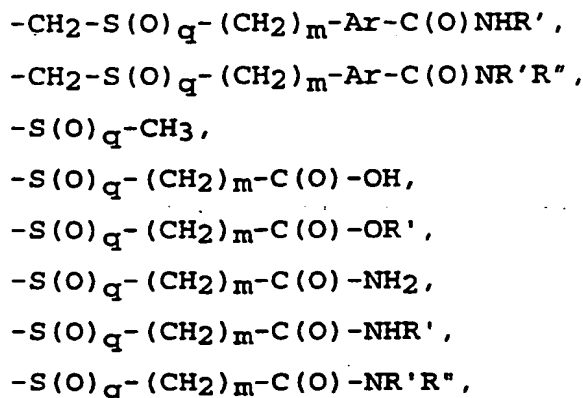 -CH2-S(O)q-(CH2)m-Ar-C(O)NHR',
-CH2-S(O)q-(CH2)m-Ar-C(O)NR'R",
-S(O)q-CH3,
-S(O)q-(CH2)m-C(O)-OH,
-S(O)q-(CH2)m-C(O)-OR',
-S(O)q-(CH2)m-C(O)-NH2,
-S(O)q-(CH2)m-C(O)-NHR',
-S(O)q-(CH2)m-C(O)-NR'R",